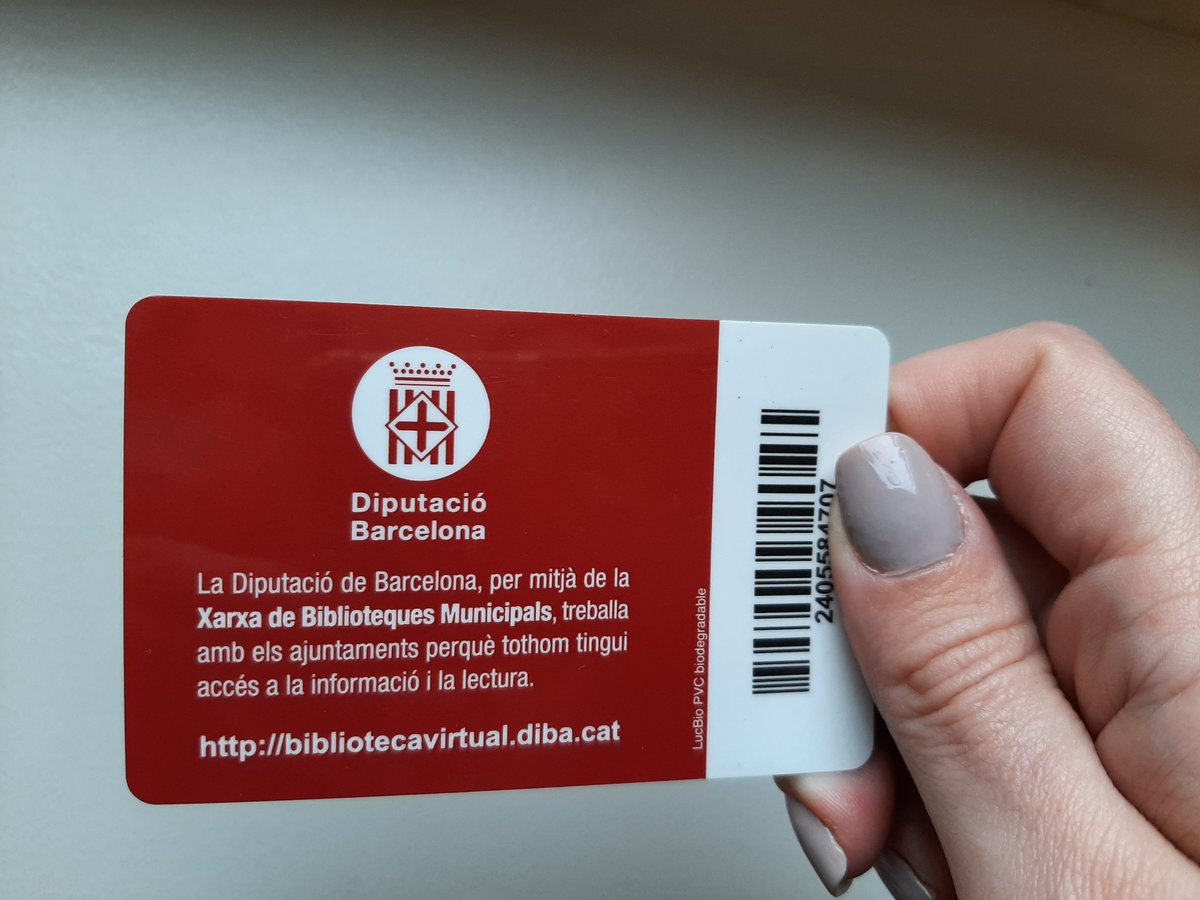 Diputació
Barcelona
La Diputació de Barcelona, per mitjà de la
Xarxa de Biblioteques Municipals, treballa
amb els ajuntaments perquè tothom tingui
accés a la informació i la lectura.
http://bibliotecavirtual.diba.cat
LucBio PVC biodegradable
2405584707